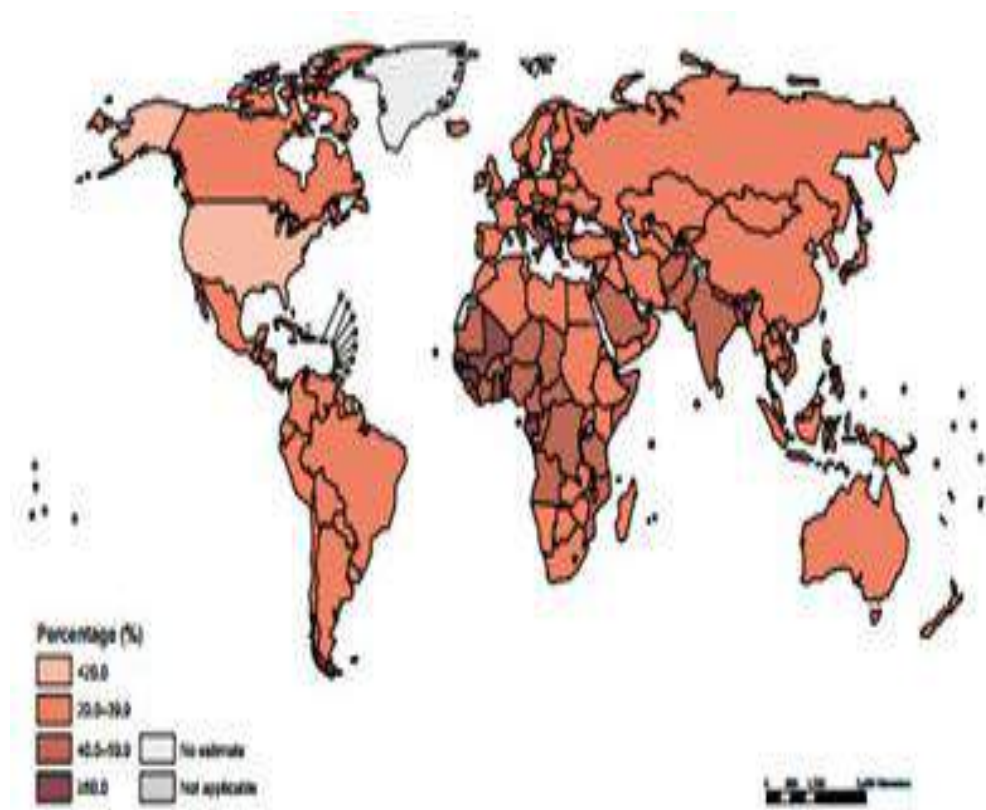 Percentage (%)
<20.0
20.0–39.9
40.0–59.9
≥60.0
No estimate
Not applicable